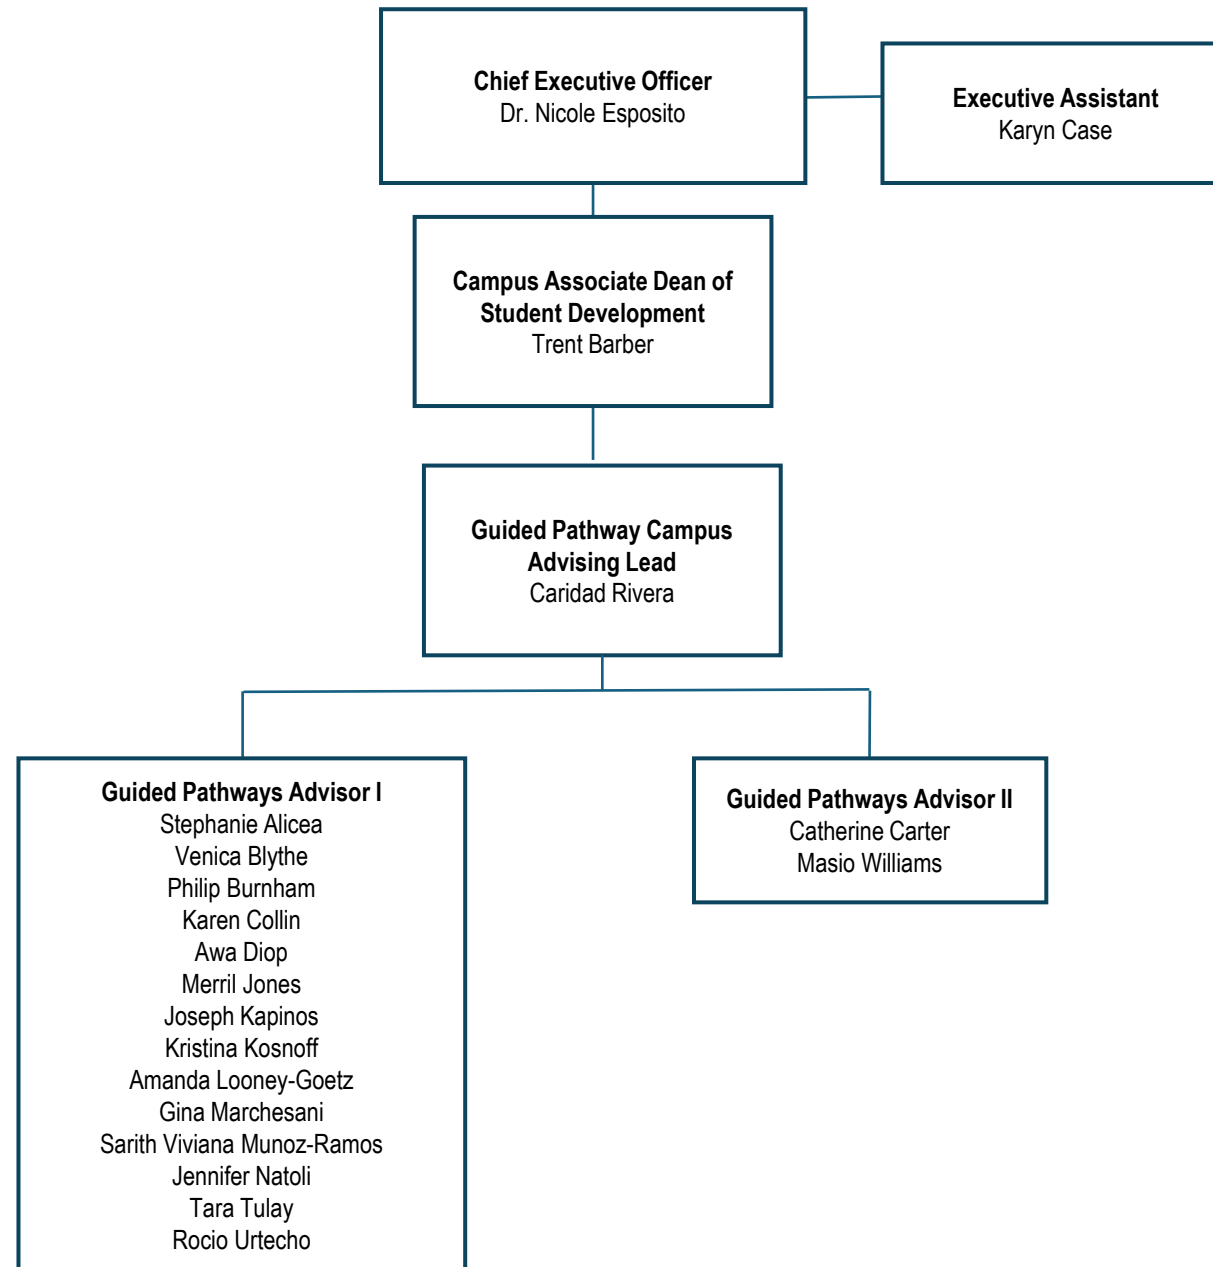 Chief Executive Officer
Dr. Nicole Esposito
Executive Assistant
Karyn Case
Campus Associate Dean of
Student Development
Trent Barber
Guided Pathway Campus
Advising Lead
Caridad Rivera
Guided Pathways Advisor I
Stephanie Alicea
Venica Blythe
Philip Burnham
Karen Collin
Awa Diop
Merril Jones
Joseph Kapinos
Kristina Kosnoff
Amanda Looney-Goetz
Gina Marchesani
Sarith Viviana Munoz-Ramos
Jennifer Natoli
Tara Tulay
Rocio Urtecho
Guided Pathways Advisor II
Catherine Carter
Masio Williams